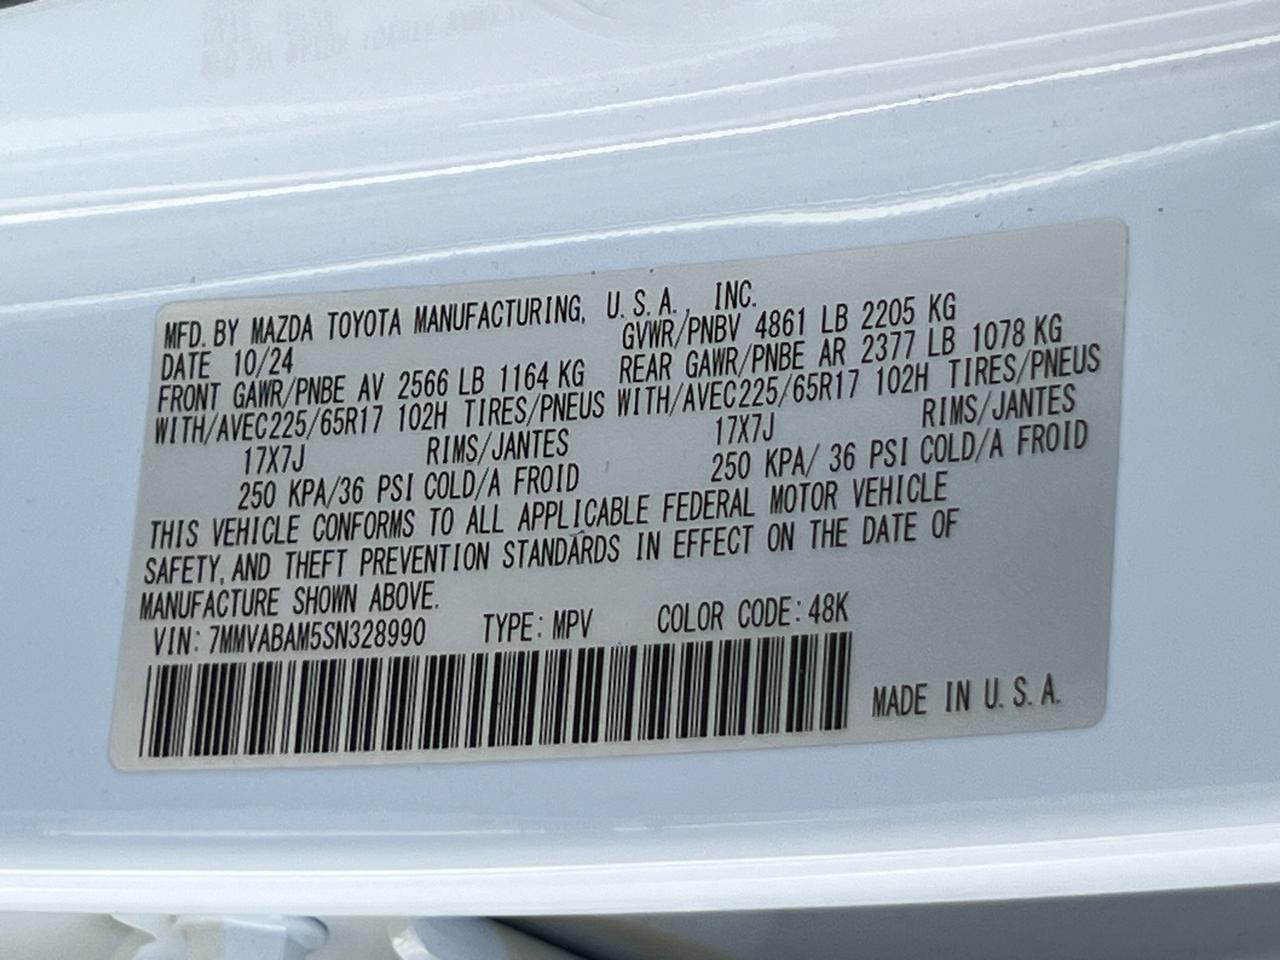 MFD. BY MAZDA TOYOTA MANUFACTURING, U. S. A., INC.
DATE 10/24 GVWR/PNBV 4861 LB 2205 KG
FRONT GAWR/PNBE AV 2566 LB 1164 KG REAR GAWR/PNBE AR 2377 LB 1078 KG
WITH/AVEC225/65R17 102H TIRES/PNEUS WITH/AVEC225/65R17 102H TIRES/PNEUS
17X7J RIMS/JANTES 17X7J RIMS/JANTES
250 KPA/36 PSI COLD/A FROID 250 KPA/ 36 PSI COLD/A FROID
THIS VEHICLE CONFORMS TO ALL APPLICABLE FEDERAL MOTOR VEHICLE
SAFETY, AND THEFT PREVENTION STANDARDS IN EFFECT ON THE DATE OF
MANUFACTURE SHOWN ABOVE.
VIN: 7MMVABAM5SN328990 TYPE: MPV COLOR CODE: 48K
MADE IN U. S. A.